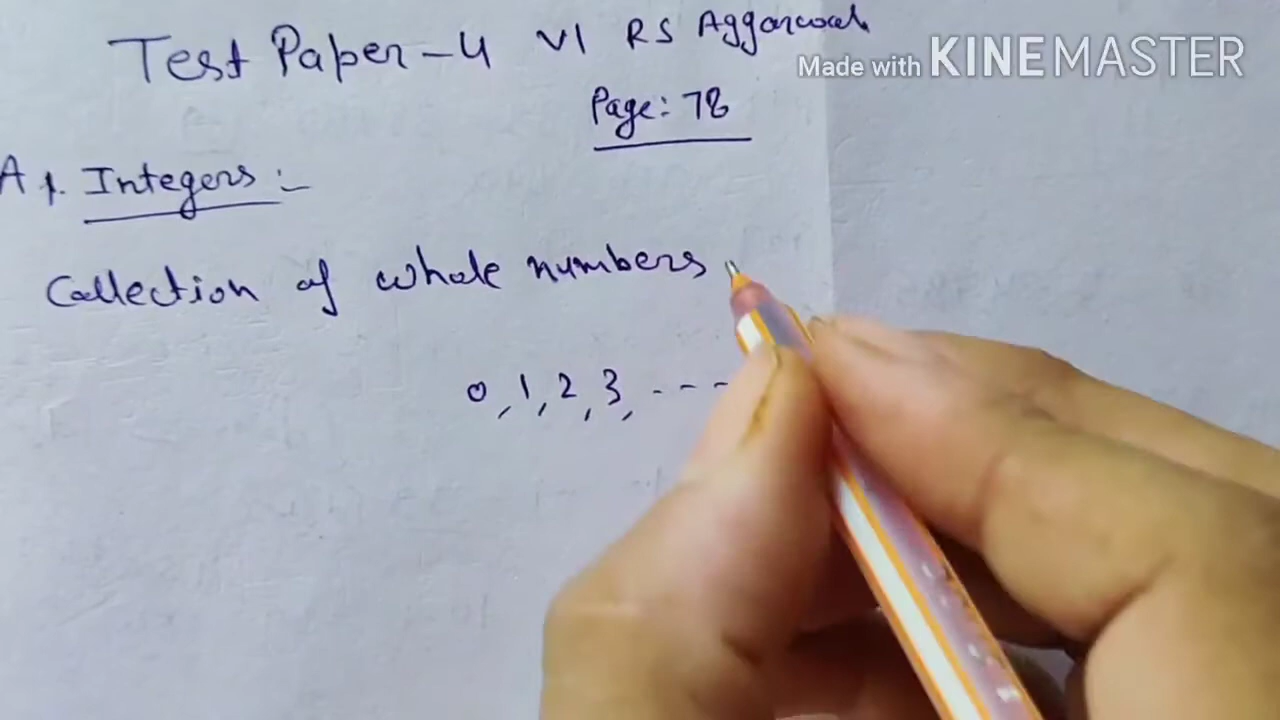 Test Paper-4 VI RS Aggarwal
Made with KINEMASTER
Page: 78
A 1. Integers :-
Collection of whole numbers
0, 1, 2, 3, - - -